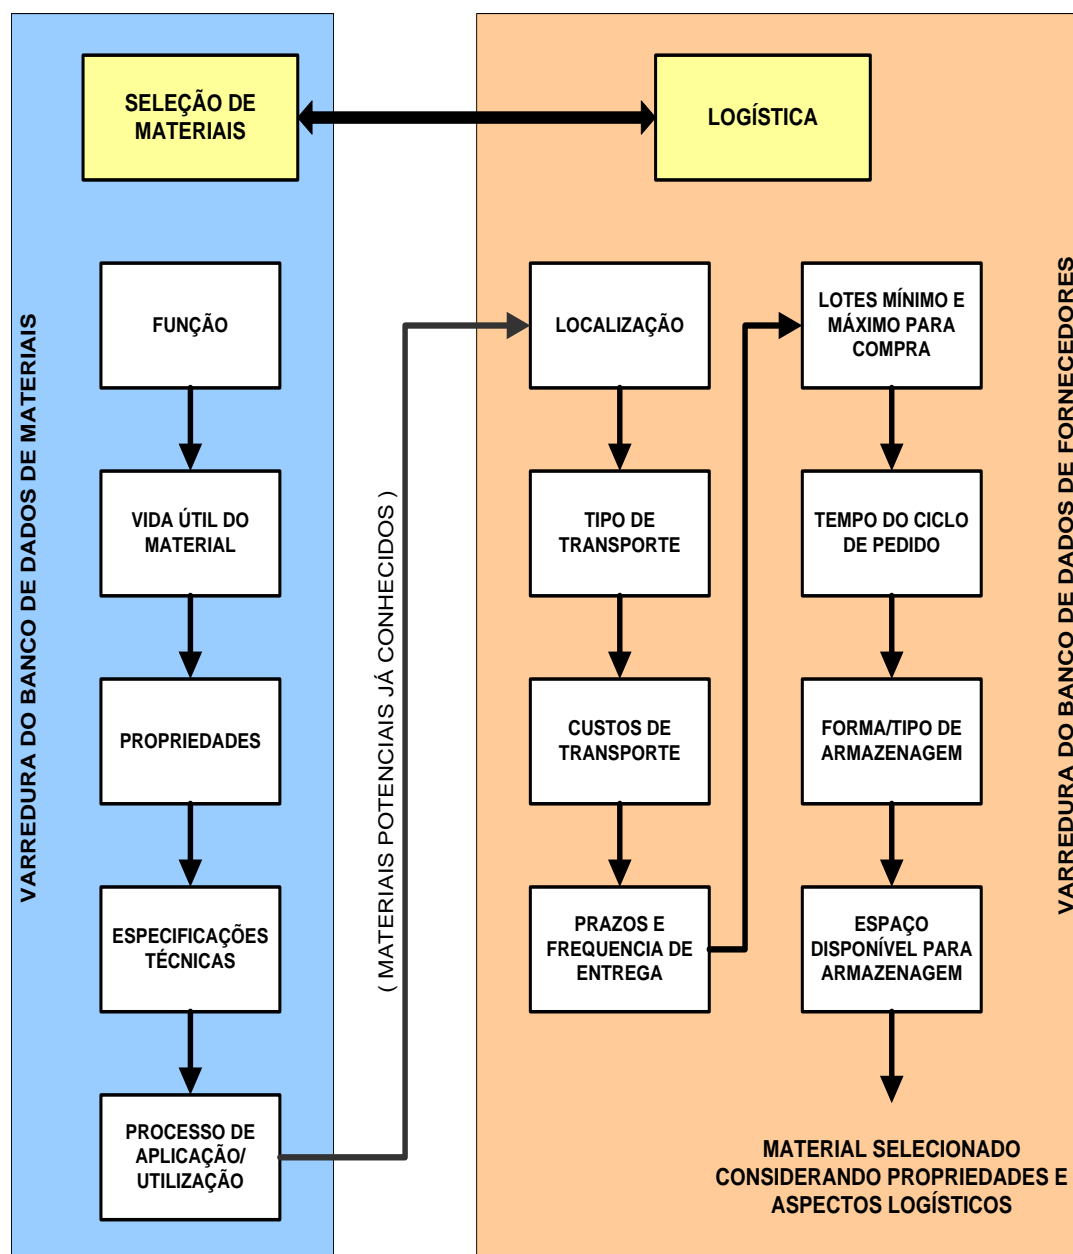 SELEÇÃO DE
MATERIAIS
LOGÍSTICA
VARREDURA DO BANCO DE DADOS DE MATERIAIS
FUNÇÃO
VIDA ÚTIL DO
MATERIAL
PROPRIEDADES
ESPECIFICAÇÕES
TÉCNICAS
PROCESSO DE
APLICAÇÃO/
UTILIZAÇÃO
( MATERIAIS POTENCIAIS JÁ CONHECIDOS )
LOCALIZAÇÃO
TIPO DE
TRANSPORTE
CUSTOS DE
TRANSPORTE
PRAZOS E
FREQUENCIA DE
ENTREGA
LOTES MÍNIMO E
MÁXIMO PARA
COMPRA
TEMPO DO CICLO
DE PEDIDO
FORMA/TIPO DE
ARMAZENAGEM
ESPAÇO
DISPONÍVEL PARA
ARMAZENAGEM
MATERIAL SELECIONADO
CONSIDERANDO PROPRIEDADES E
ASPECTOS LOGÍSTICOS
VARREDURA DO BANCO DE DADOS DE FORNECEDORES